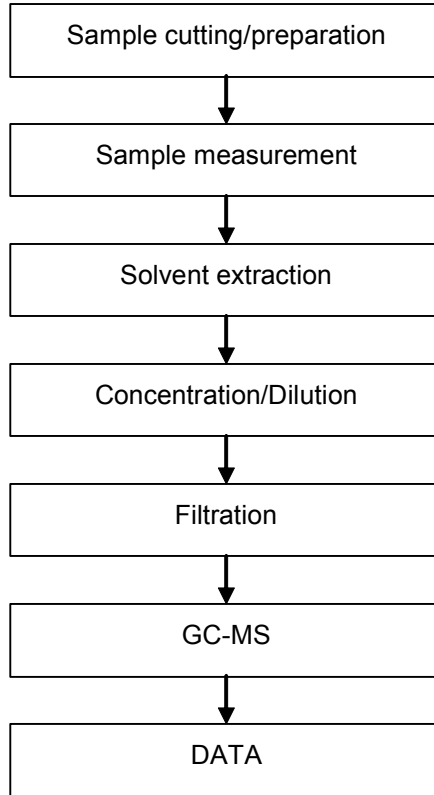 Sample cutting/preparation
Sample measurement
Solvent extraction
Concentration/Dilution
Filtration
GC-MS
DATA